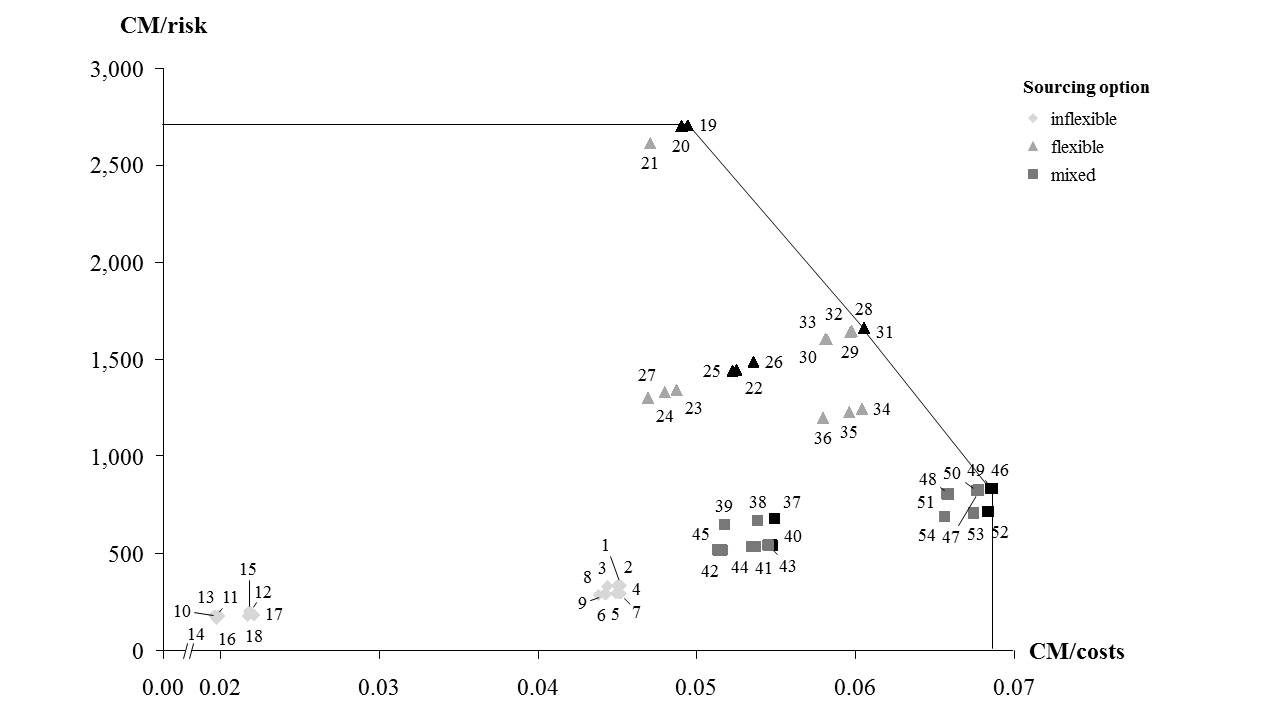 CM/risk
3,000
Sourcing option
inflexible
19
20
flexible
2,500
21
mixed
2,000
33 32 28
31
1,500
30 29
27 25 26
22
24 23
34
36 35
1,000
48 50 49 46
39 38 37
51
45 40
54 47 53 52
500
42 44 41 43
1
8 3 2
4
9 6 5 7
15
13 11 12
10 17
14 16 18
0
CM/costs
0.00 0.02 0.03 0.04 0.05 0.06 0.07